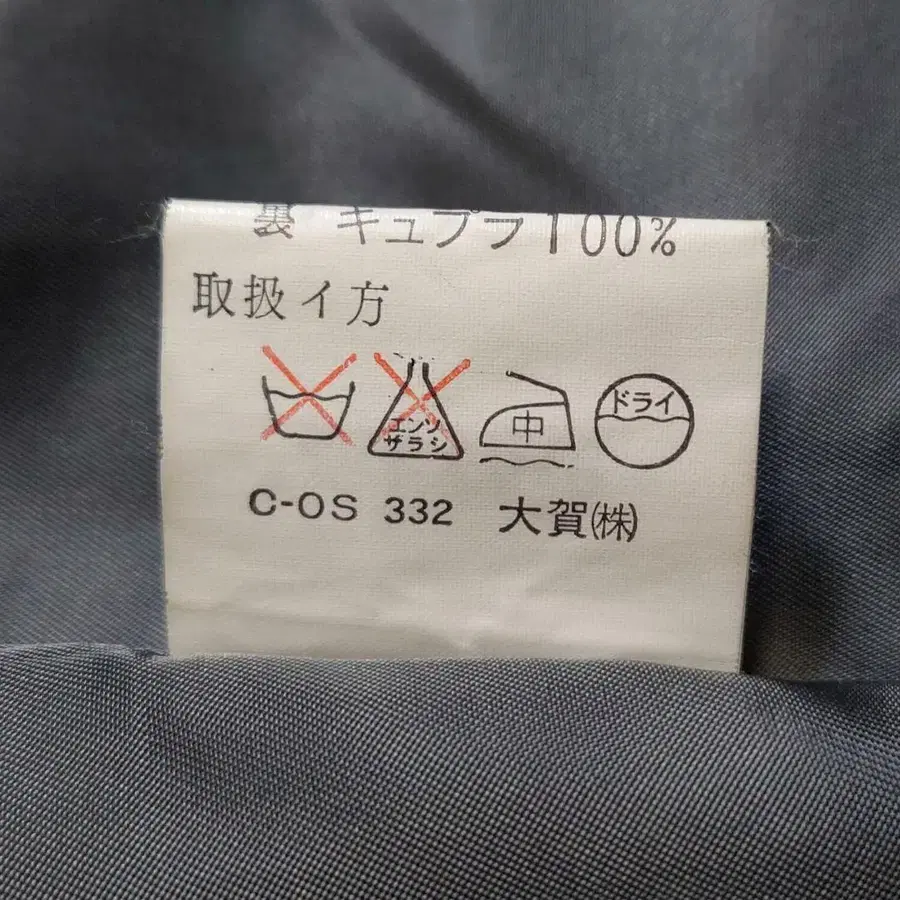 裏 キュプラ100%
取扱イ方
エンソ
サラシ
中
ドライ
C-OS 332 大賀㈱